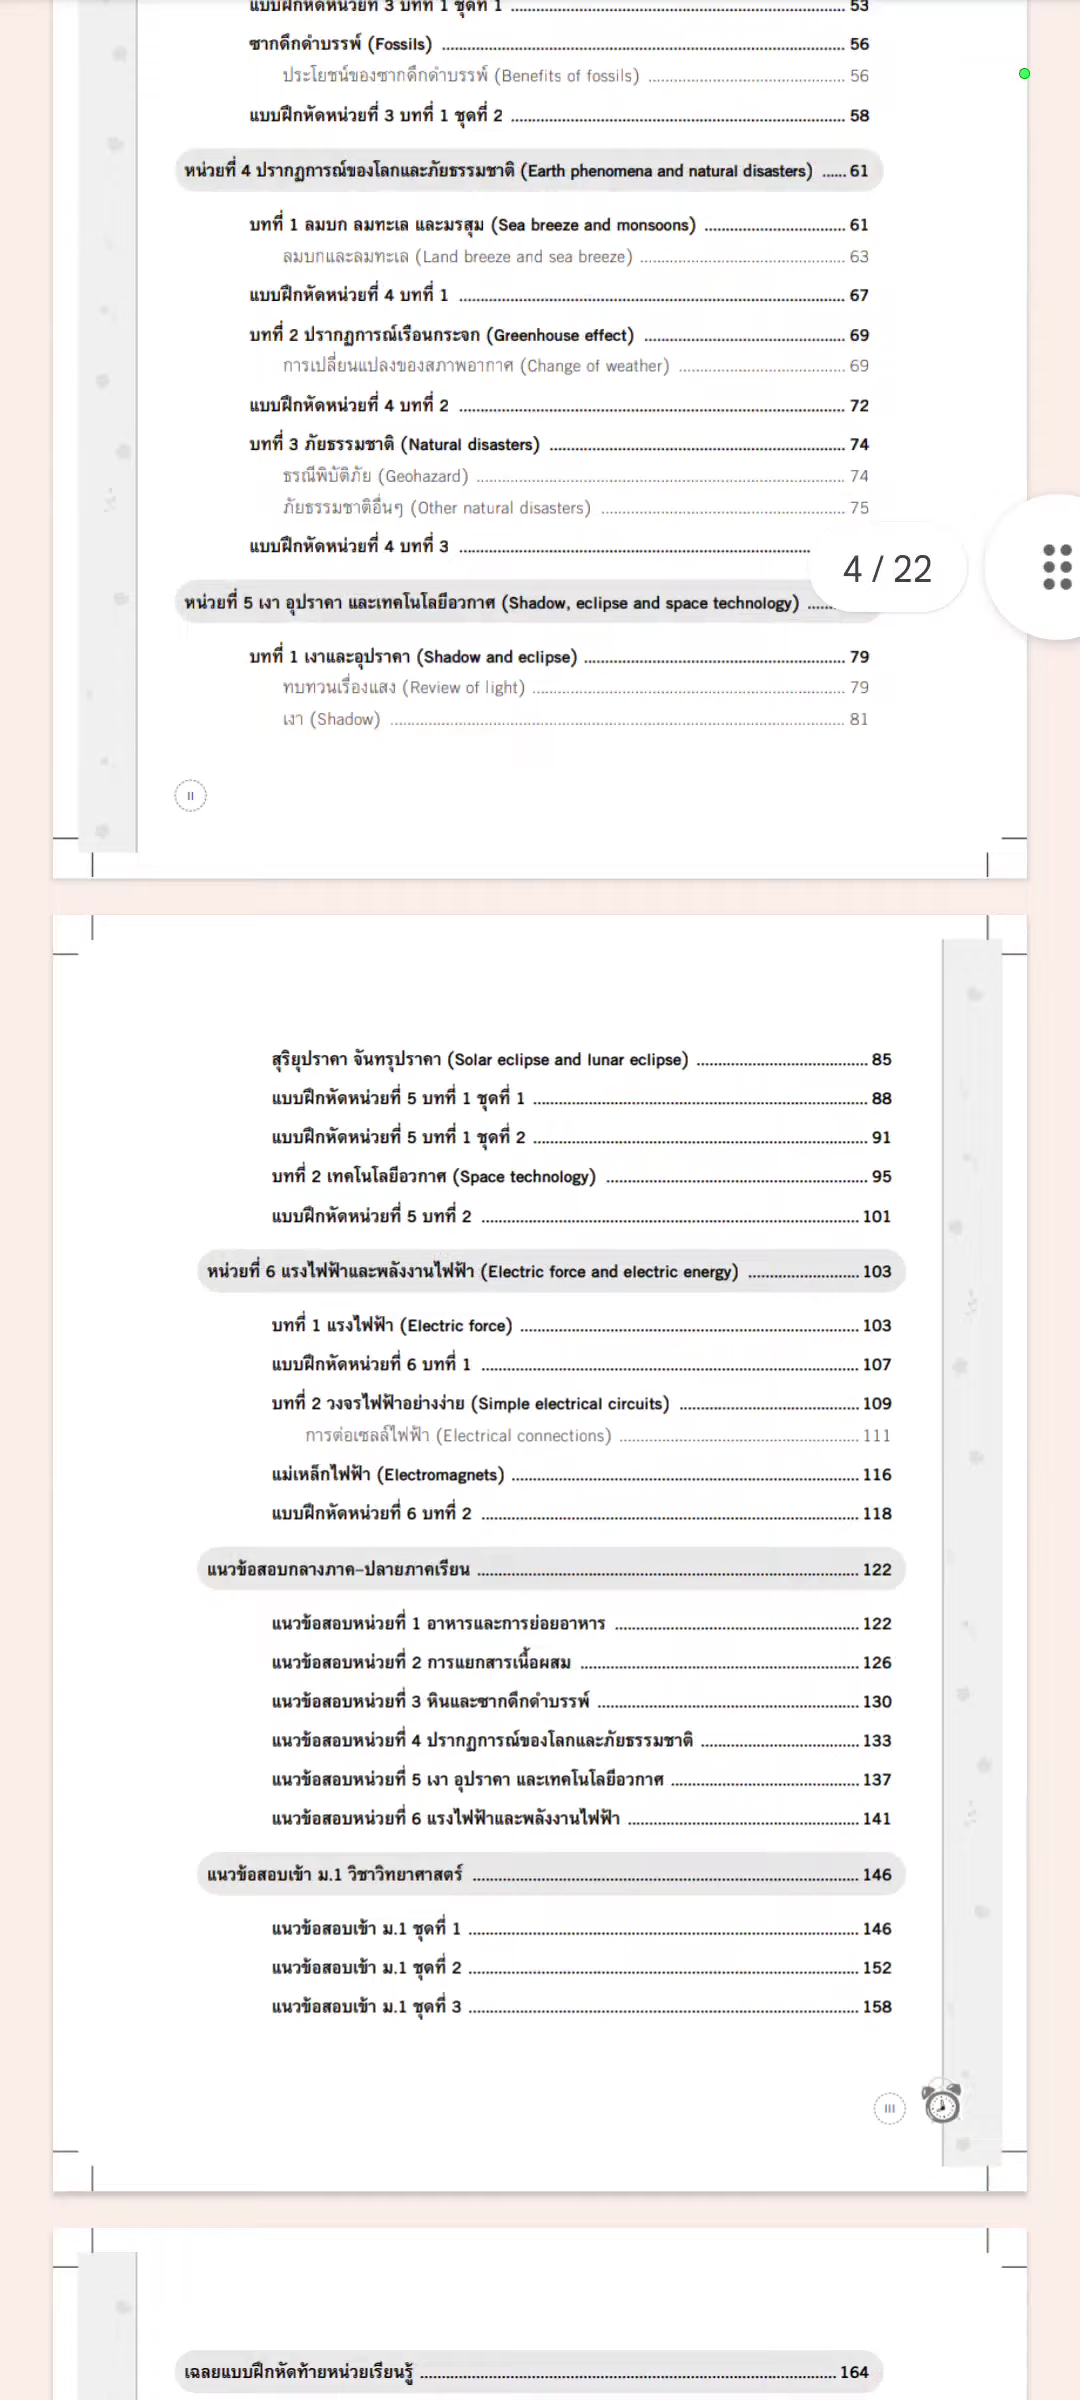 แบบฝึกหัดหน่วยที่ 3 บทที่ 1 ชุดที่ 1 ........ 53
ซากดึกดำบรรพ์ (Fossils) ........ 56
ประโยชน์ของซากดึกดำบรรพ์ (Benefits of fossils) ........ 56
แบบฝึกหัดหน่วยที่ 3 บทที่ 1 ชุดที่ 2 ........ 58
หน่วยที่ 4 ปรากฏการณ์ของโลกและภัยธรรมชาติ (Earth phenomena and natural disasters) ...... 61
บทที่ 1 ลมบก ลมทะเล และมรสุม (Sea breeze and monsoons) ........ 61
ลมบกและลมทะเล (Land breeze and sea breeze) ........ 63
แบบฝึกหัดหน่วยที่ 4 บทที่ 1 ........ 67
บทที่ 2 ปรากฏการณ์เรือนกระจก (Greenhouse effect) ........ 69
การเปลี่ยนแปลงของสภาพอากาศ (Change of weather) ........ 69
แบบฝึกหัดหน่วยที่ 4 บทที่ 2 ........ 72
บทที่ 3 ภัยธรรมชาติ (Natural disasters) ........ 74
ธรณีพิบัติภัย (Geohazard) ........ 74
ภัยธรรมชาติอื่นๆ (Other natural disasters) ........ 75
แบบฝึกหัดหน่วยที่ 4 บทที่ 3 ........
4 / 22
หน่วยที่ 5 เงา อุปราคา และเทคโนโลยีอวกาศ (Shadow, eclipse and space technology) ......
บทที่ 1 เงาและอุปราคา (Shadow and eclipse) ........ 79
ทบทวนเรื่องแสง (Review of light) ........ 79
เงา (Shadow) ........ 81
II
สุริยุปราคา จันทรุปราคา (Solar eclipse and lunar eclipse) ........ 85
แบบฝึกหัดหน่วยที่ 5 บทที่ 1 ชุดที่ 1 ........ 88
แบบฝึกหัดหน่วยที่ 5 บทที่ 1 ชุดที่ 2 ........ 91
บทที่ 2 เทคโนโลยีอวกาศ (Space technology) ........ 95
แบบฝึกหัดหน่วยที่ 5 บทที่ 2 ........ 101
หน่วยที่ 6 แรงไฟฟ้าและพลังงานไฟฟ้า (Electric force and electric energy) ........ 103
บทที่ 1 แรงไฟฟ้า (Electric force) ........ 103
แบบฝึกหัดหน่วยที่ 6 บทที่ 1 ........ 107
บทที่ 2 วงจรไฟฟ้าอย่างง่าย (Simple electrical circuits) ........ 109
การต่อเซลล์ไฟฟ้า (Electrical connections) ........ 111
แม่เหล็กไฟฟ้า (Electromagnets) ........ 116
แบบฝึกหัดหน่วยที่ 6 บทที่ 2 ........ 118
แนวข้อสอบกลางภาค-ปลายภาคเรียน ........ 122
แนวข้อสอบหน่วยที่ 1 อาหารและการย่อยอาหาร ........ 122
แนวข้อสอบหน่วยที่ 2 การแยกสารเนื้อผสม ........ 126
แนวข้อสอบหน่วยที่ 3 หินและซากดึกดำบรรพ์ ........ 130
แนวข้อสอบหน่วยที่ 4 ปรากฏการณ์ของโลกและภัยธรรมชาติ ........ 133
แนวข้อสอบหน่วยที่ 5 เงา อุปราคา และเทคโนโลยีอวกาศ ........ 137
แนวข้อสอบหน่วยที่ 6 แรงไฟฟ้าและพลังงานไฟฟ้า ........ 141
แนวข้อสอบเข้า ม.1 วิชาวิทยาศาสตร์ ........ 146
แนวข้อสอบเข้า ม.1 ชุดที่ 1 ........ 146
แนวข้อสอบเข้า ม.1 ชุดที่ 2 ........ 152
แนวข้อสอบเข้า ม.1 ชุดที่ 3 ........ 158
III
เฉลยแบบฝึกหัดท้ายหน่วยเรียนรู้ ........ 164